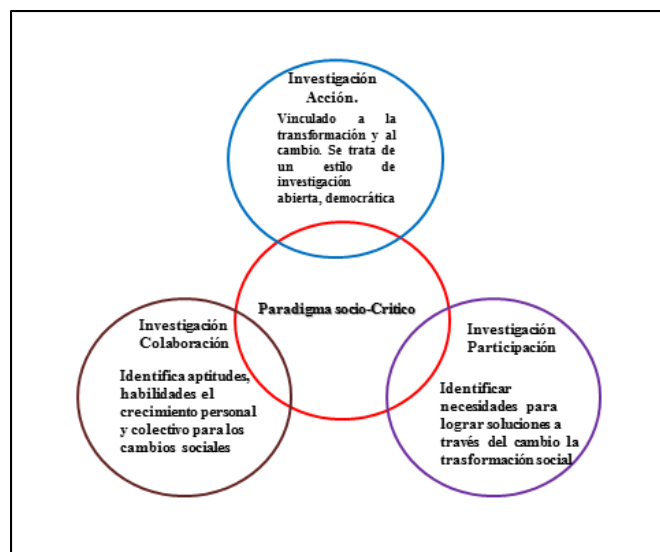 Investigación
Acción.
Vinculado a la
transformación y al
cambio. Se trata de
un estilo de
investigación
abierta, democrática
Paradigma socio-Critico
Investigación
Colaboración
Identifica aptitudes,
habilidades el
crecimiento personal
y colectivo para los
cambios sociales
Investigación
Participación
Identificar
necesidades para
lograr soluciones a
través del cambio la
trasformación social